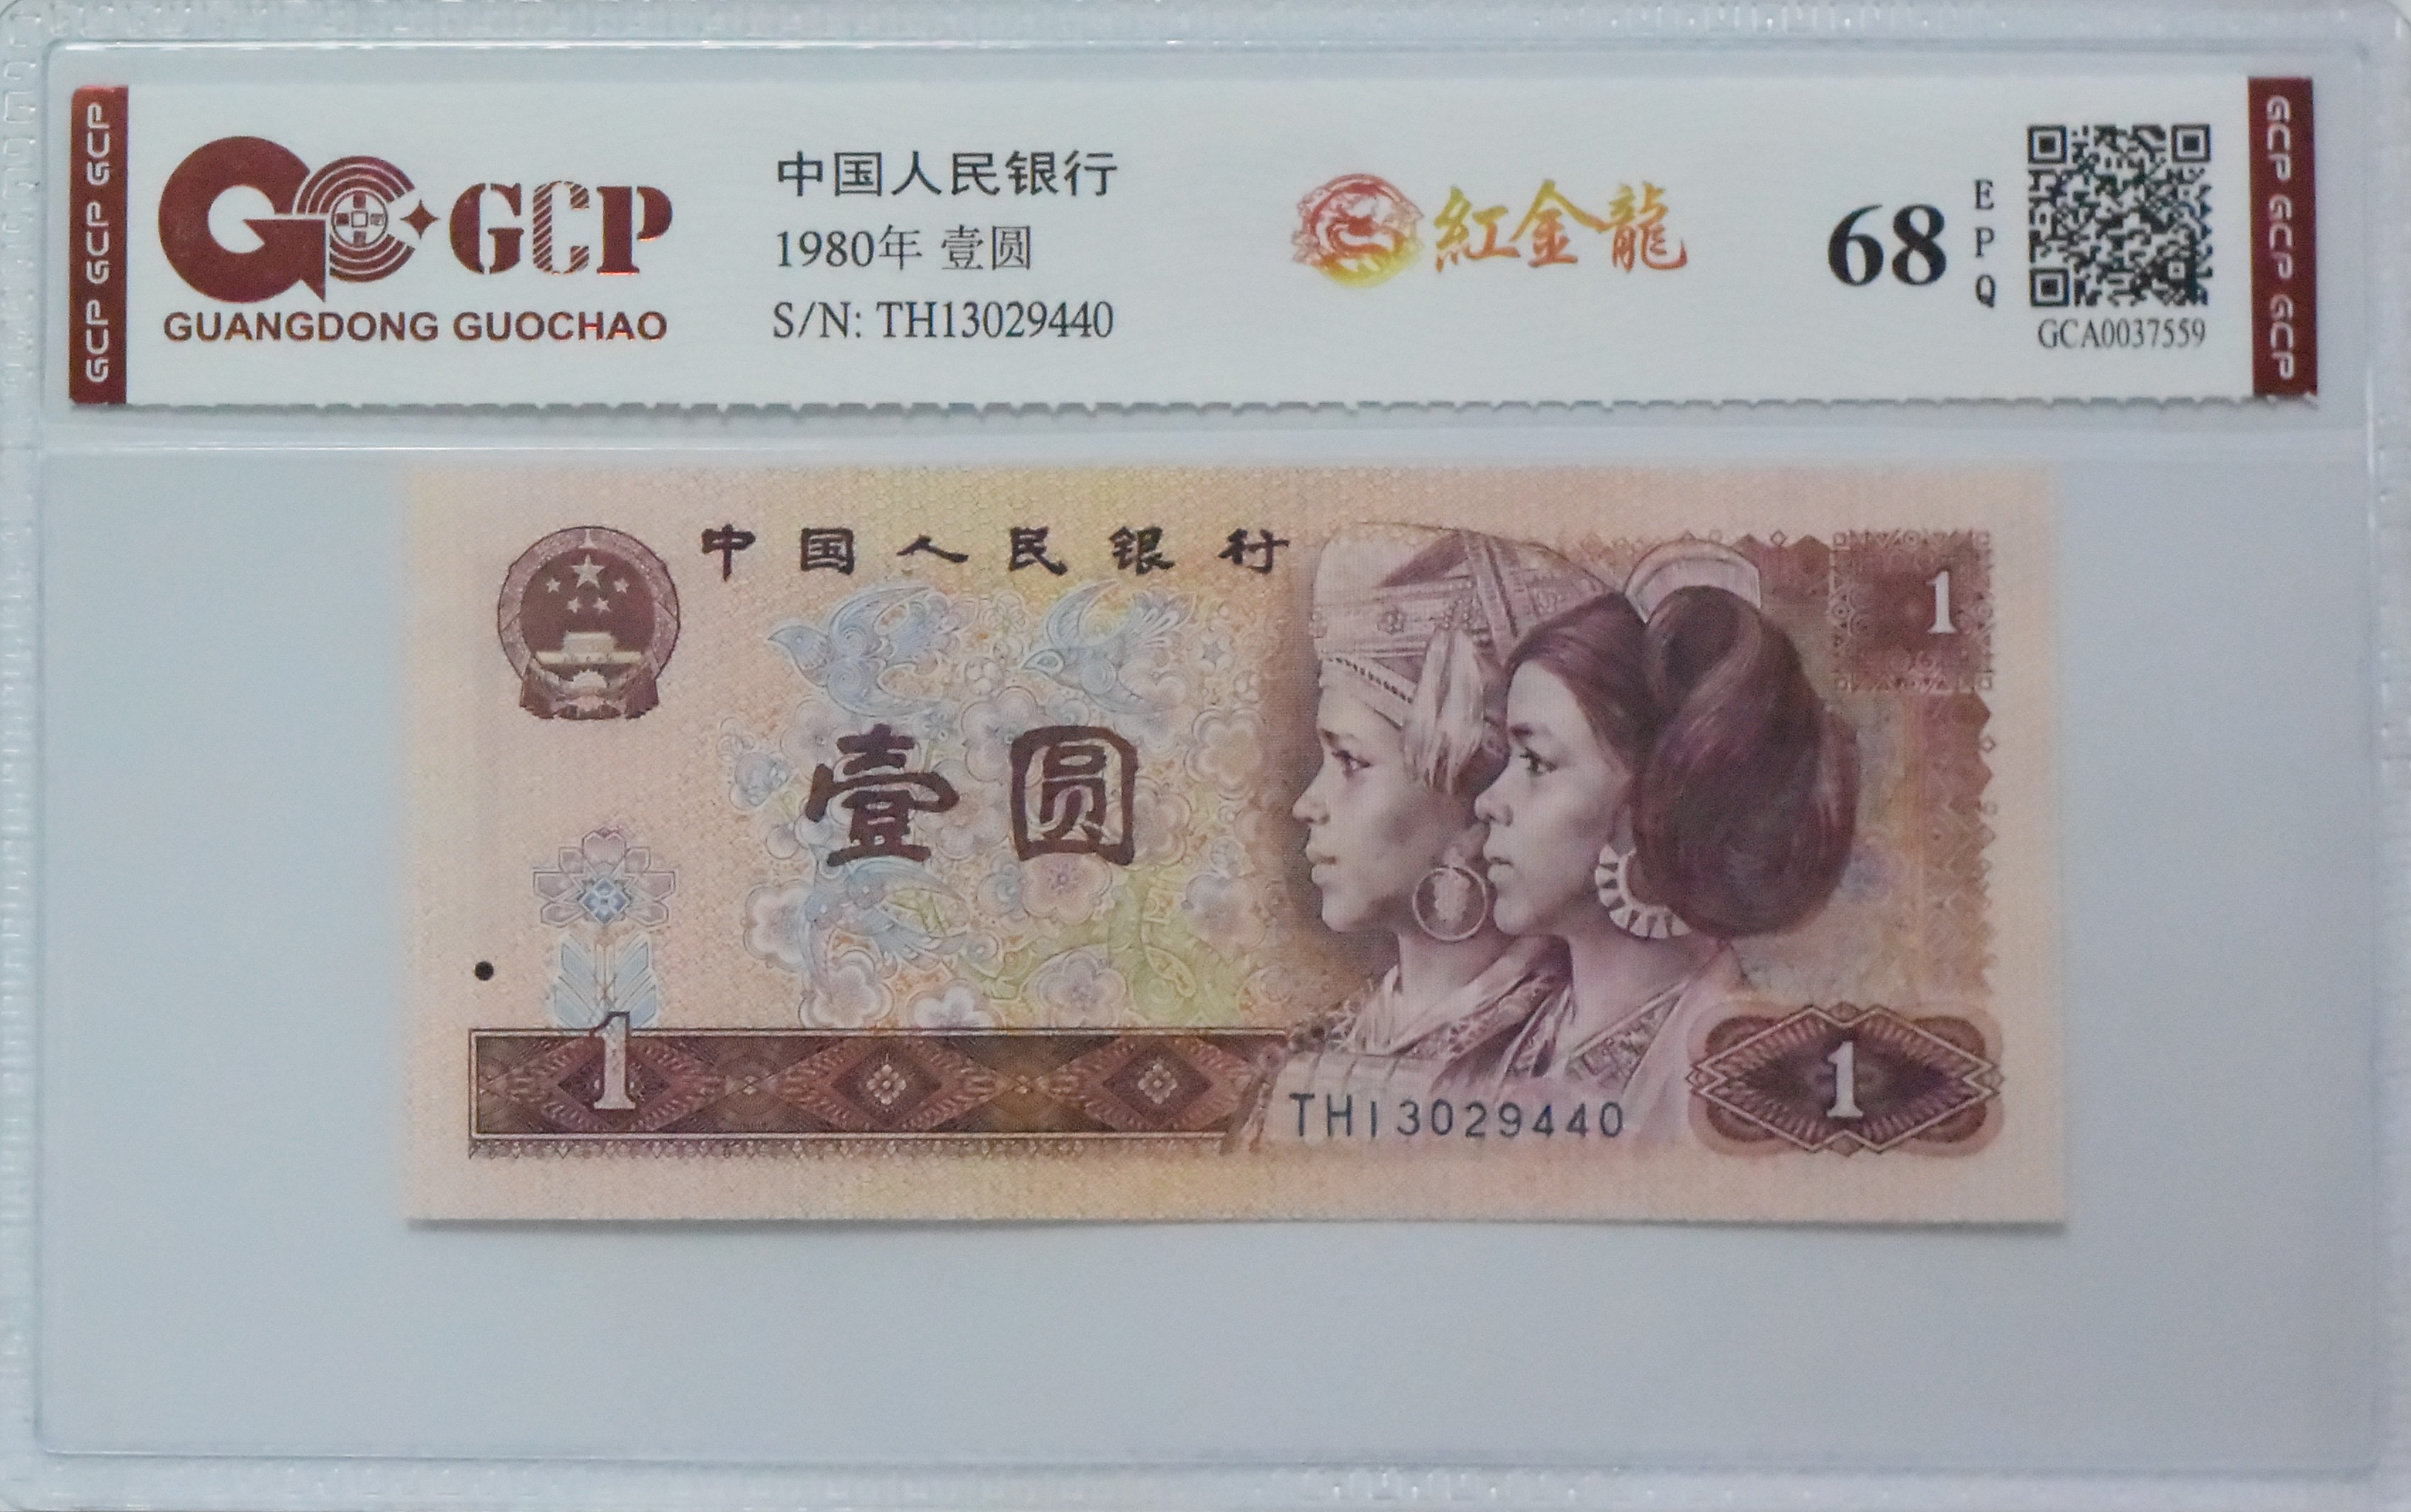 GCP GCP GCP
GCP
GUANGDONG GUOCHAO
中国人民银行
1980年 壹圆
S/N: TH13029440
紅金龍
68
EPQ
GCA0037559
GCP GCP GCP
中国人民银行
1
壹圆
1
TH13029440
1